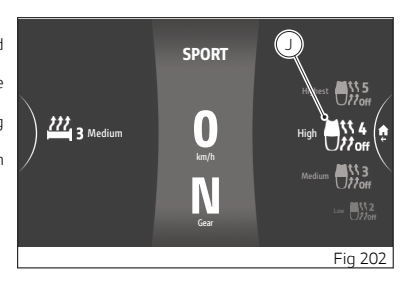 d
e
g
n
SPORT
J
Highest 5
Off
3 Medium
0
km/h
High 4
Off
Medium 3
Off
N
Gear
Low 2
Off
Fig 202